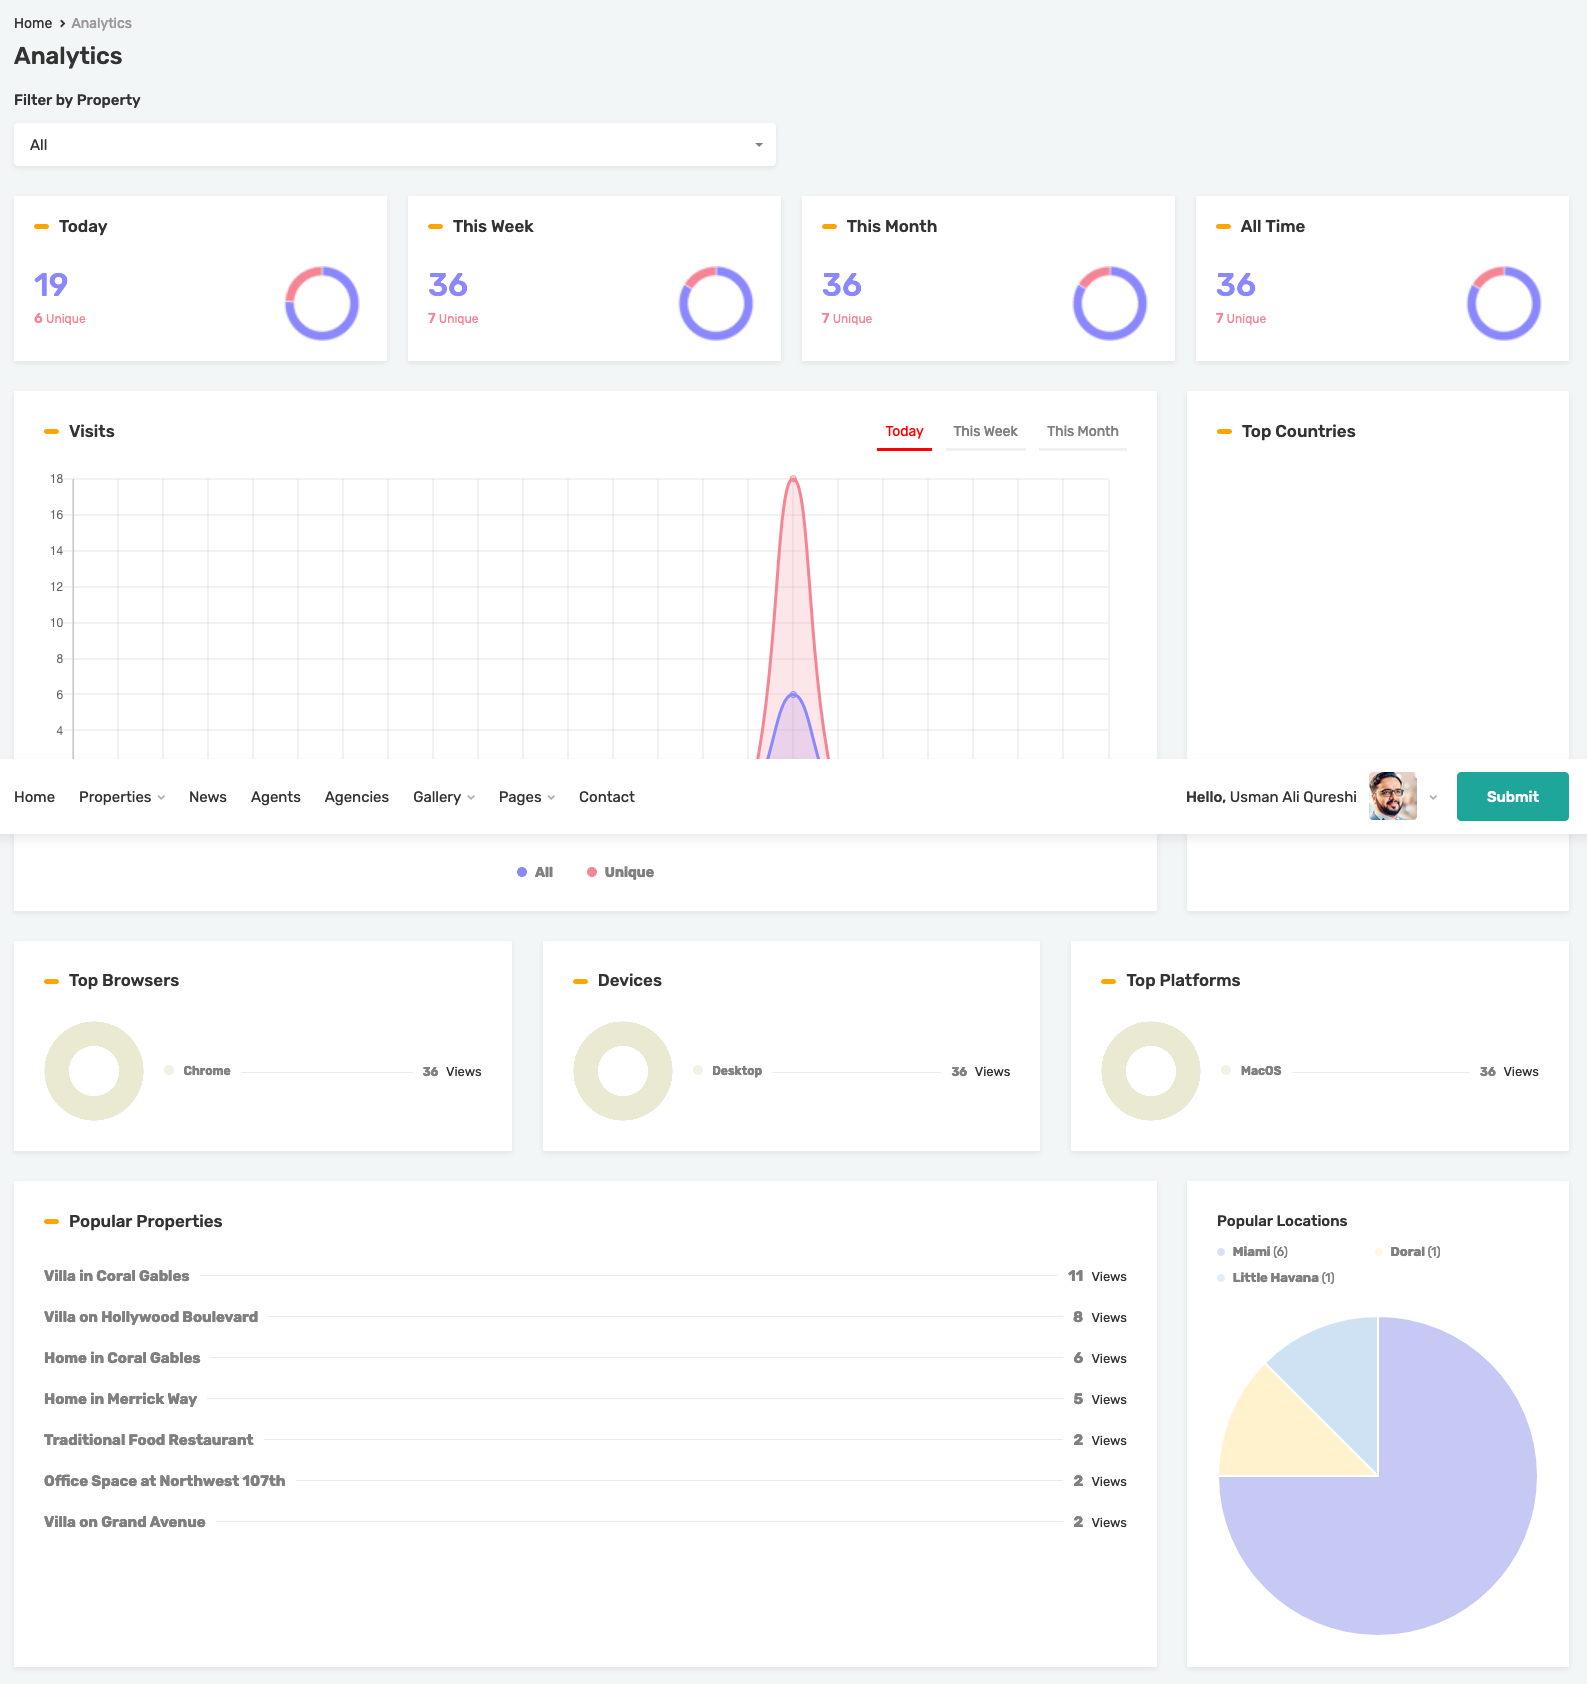 Home > Analytics
Analytics
Filter by Property
All
Today
19
6 Unique
This Week
36
7 Unique
This Month
36
7 Unique
All Time
36
7 Unique
Visits
Today This Week This Month
18
16
14
12
10
8
6
4
Top Countries
Home Properties News Agents Agencies Gallery Pages Contact
Hello, Usman Ali Qureshi
Submit
All Unique
Top Browsers
Chrome 36 Views
Devices
Desktop 36 Views
Top Platforms
MacOS 36 Views
Popular Properties
Villa in Coral Gables 11 Views
Villa on Hollywood Boulevard 8 Views
Home in Coral Gables 6 Views
Home in Merrick Way 5 Views
Traditional Food Restaurant 2 Views
Office Space at Northwest 107th 2 Views
Villa on Grand Avenue 2 Views
Popular Locations
Miami (6) Doral (1)
Little Havana (1)